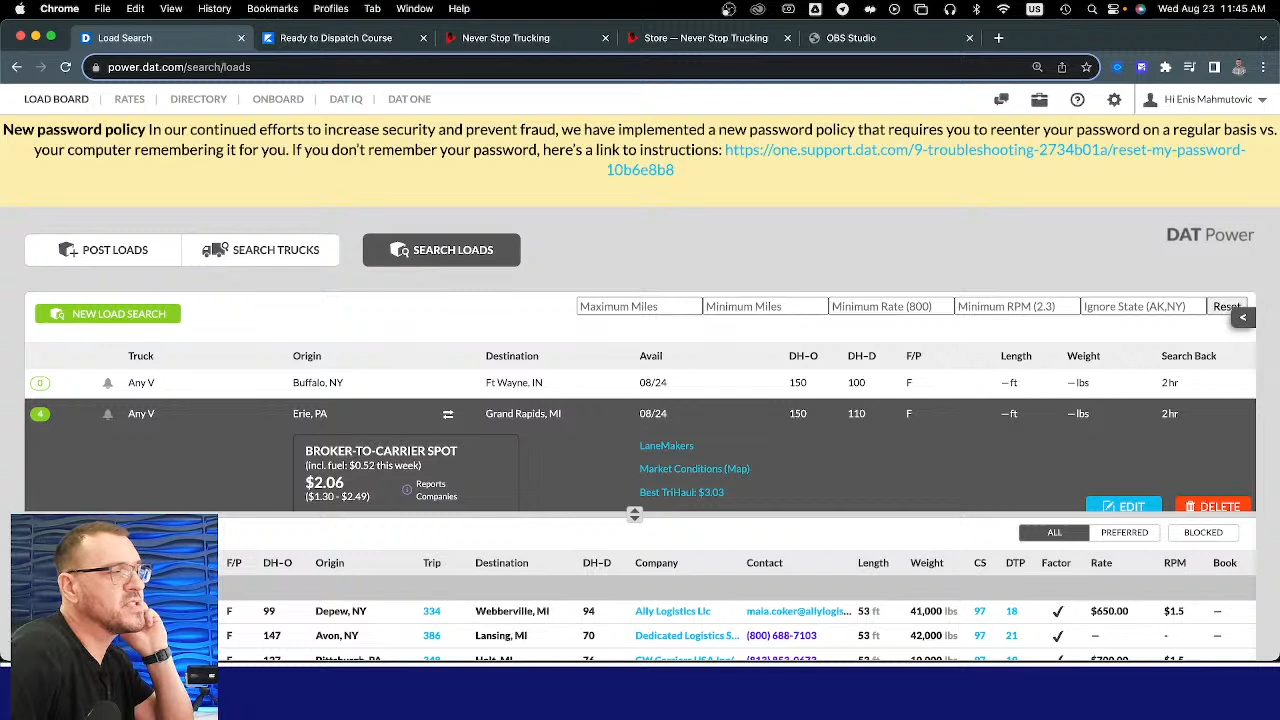 Chrome File Edit View History Bookmarks Profiles Tab Window Help US Wed Aud 23 11:45 AM
Load Search Ready to Dispatch Course Never Stop Trucking Store — Never Stop Trucking OBS Studio
power.dat.com/search/loads
LOAD BOARD | RATES | DIRECTORY | ONBOARD | DAT IQ | DAT ONE Hi Enis Mahmutovic
New password policy In our continued efforts to increase security and prevent fraud, we have implemented a new password policy that requires you to reenter your password on a regular basis vs.
your computer remembering it for you. If you don't remember your password, here's a link to instructions: https://one.support.dat.com/9-troubleshooting-2734b01a/reset-my-password-
10b6e8b8
POST LOADS SEARCH TRUCKS SEARCH LOADS DAT Power
NEW LOAD SEARCH Maximum Miles Minimum Miles Minimum Rate (800) Minimum RPM (2.3) Ignore State (AK,NY) Reset
<
Truck Origin Destination Avail DH-O DH-D F/P Length Weight Search Back
0 Any V Buffalo, NY Ft Wayne, IN 08/24 150 100 F —ft —lbs 2hr
4 Any V Erie, PA Grand Rapids, MI 08/24 150 110 F —ft —lbs 2hr
BROKER-TO-CARRIER SPOT LaneMakers
(incl. fuel: $0.52 this week) Market Conditions (Map)
$2.06 Reports
($1.30 - $2.49) Companies Best TriHaul: $3.03
EDIT DELETE
ALL PREFERRED BLOCKED
F/P DH-O Origin Trip Destination DH-D Company Contact Length Weight CS DTP Factor Rate RPM Book
F 99 Depew, NY 334 Webberville, MI 94 Ally Logistics Llc maia.coker@allylogis... 53 ft 41,000 lbs 97 18 ✓ $650.00 $1.5 —
F 147 Avon, NY 386 Lansing, MI 70 Dedicated Logistics S... (800) 688-7103 53 ft 42,000 lbs 97 21 ✓ — - —